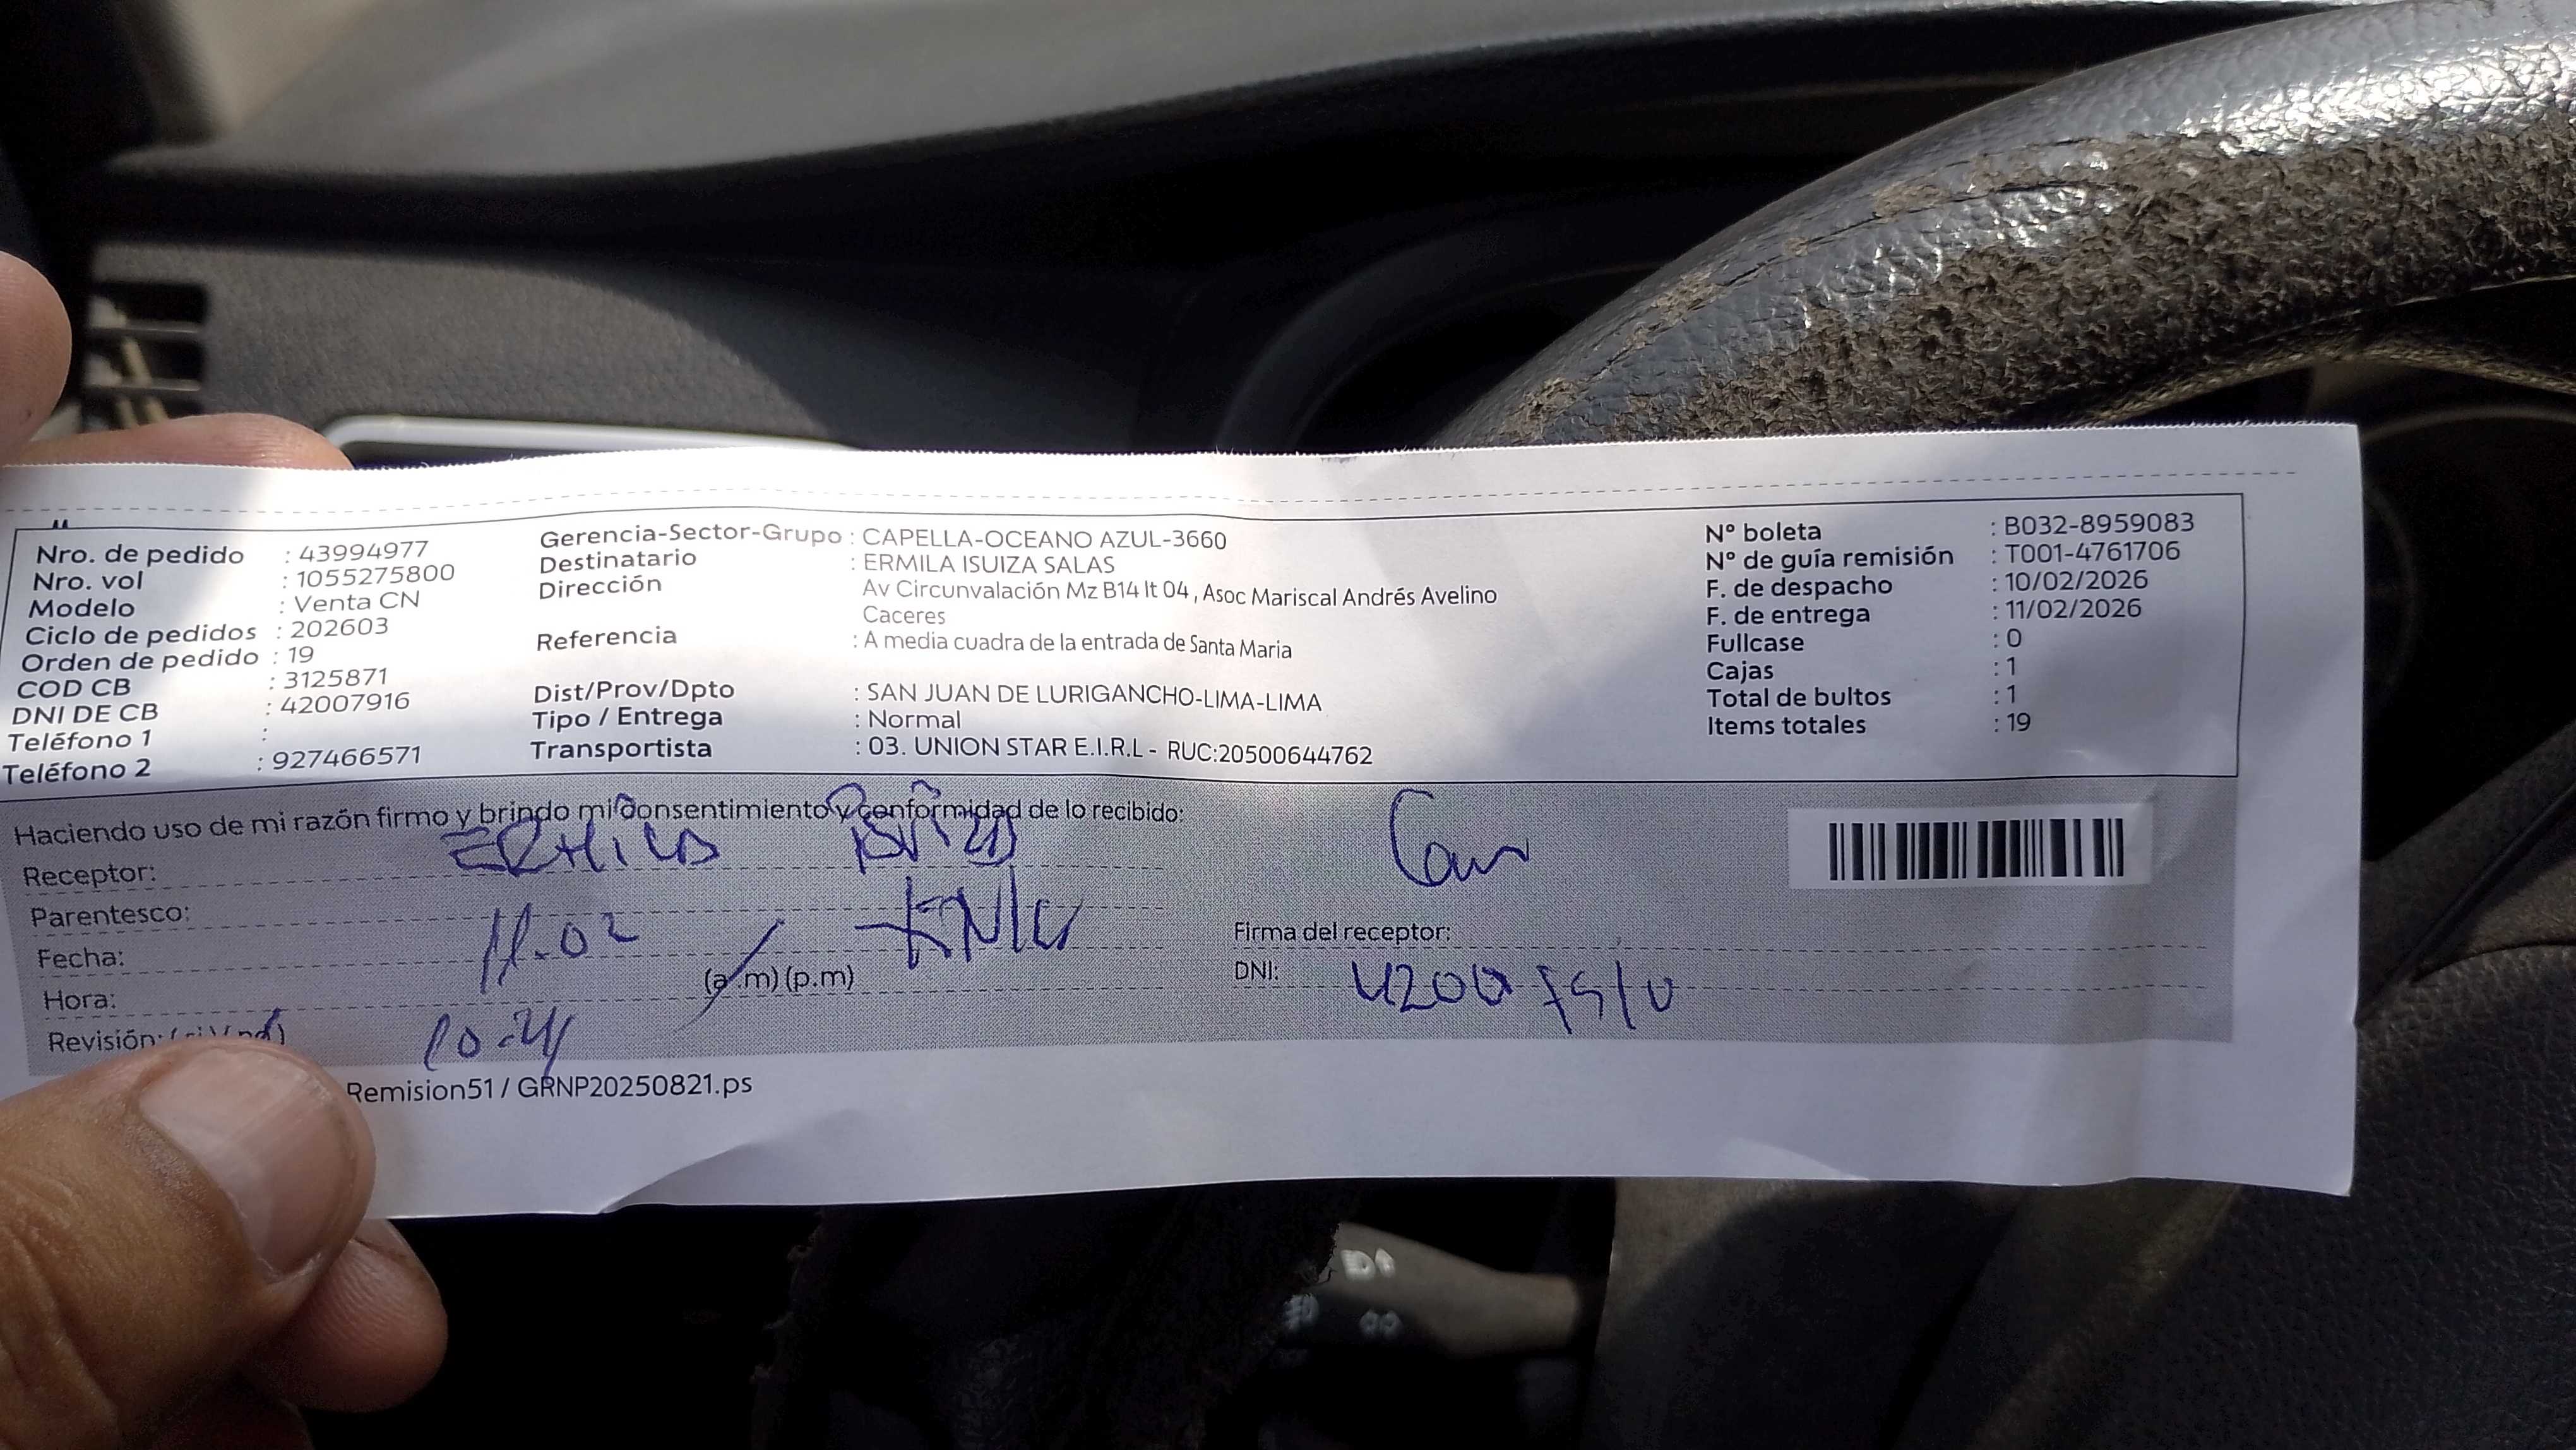 Nro. de pedido : 43994977
Nro. vol : 1055275800
Modelo : Venta CN
Ciclo de pedidos : 202603
Orden de pedido : 19
COD CB : 3125871
DNI DE CB : 42007916
Teléfono 1 :
Teléfono 2 : 927466571
Gerencia-Sector-Grupo : CAPELLA-OCEANO AZUL-3660
Destinatario : ERMILA ISUIZA SALAS
Dirección Av Circunvalación Mz B14 lt 04 , Asoc Mariscal Andrés Avelino
Caceres
Referencia : A media cuadra de la entrada de Santa Maria
Dist/Prov/Dpto : SAN JUAN DE LURIGANCHO-LIMA-LIMA
Tipo / Entrega : Normal
Transportista : 03. UNION STAR E.I.R.L - RUC:20500644762
Nº boleta : B032-8959083
Nº de guía remisión : T001-4761706
F. de despacho : 10/02/2026
F. de entrega : 11/02/2026
Fullcase : 0
Cajas : 1
Total de bultos : 1
Items totales : 19
Haciendo uso de mi razón firmo y brindo mi consentimiento y conformidad de lo recibido:
Receptor: ERMILA
Parentesco:
Fecha: 11.02
Hora: (a.m) (p.m)
Revisión:
Firma del receptor:
DNI:
Remision51 / GRNP20250821.ps